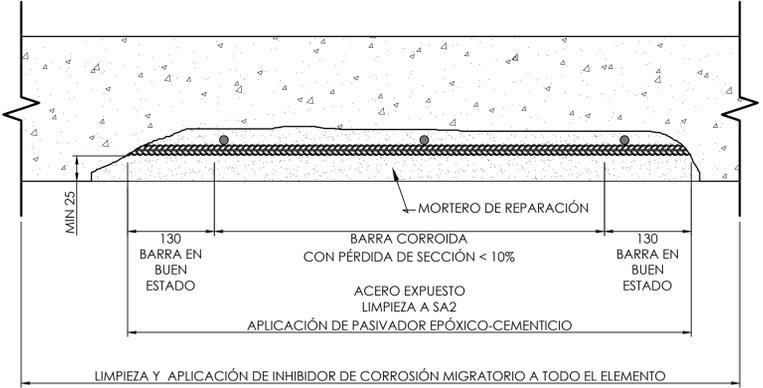 MIN 25
MORTERO DE REPARACIÓN
130
BARRA EN
BUEN
ESTADO
BARRA CORROIDA
CON PÉRDIDA DE SECCIÓN < 10%
130
BARRA EN
BUEN
ESTADO
ACERO EXPUESTO
LIMPIEZA A SA2
APLICACIÓN DE PASIVADOR EPÓXICO-CEMENTICIO
LIMPIEZA Y APLICACIÓN DE INHIBIDOR DE CORROSIÓN MIGRATORIO A TODO EL ELEMENTO